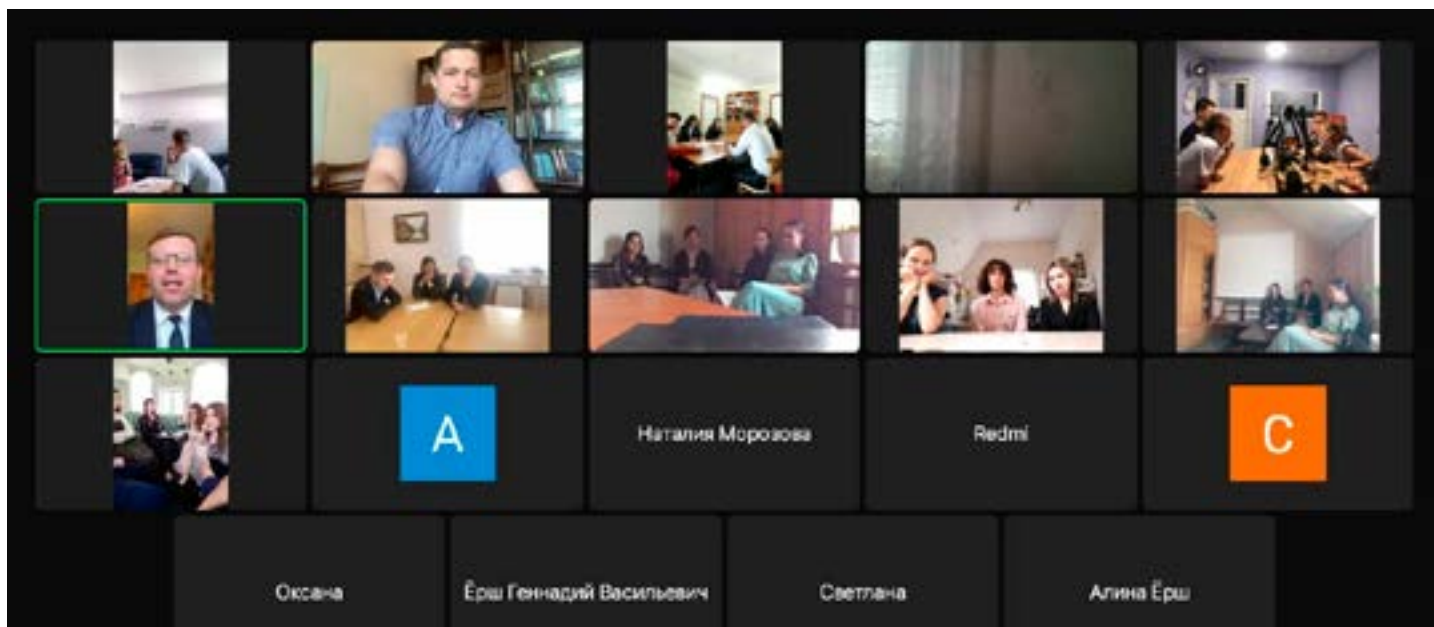 A
Наталия Морозова
Redmi
C
Оксана
Ёрш Геннадий Васильевич
Светлана
Алина Ёрш